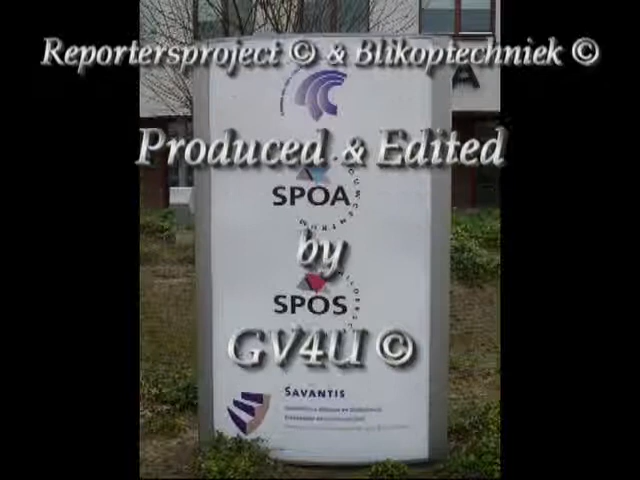 Reportersproject © & Blikoptechniek ©
A
Produced & Edited
SPOA
by
SPOS
GV4U ©
SAVANTIS